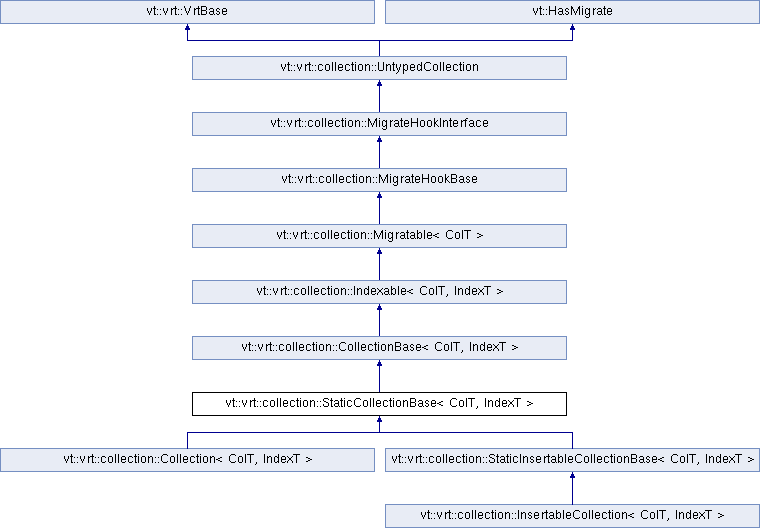 vt::vrt::VrtBase
vt::HasMigrate
vt::vrt::collection::UntypedCollection
vt::vrt::collection::MigrateHookInterface
vt::vrt::collection::MigrateHookBase
vt::vrt::collection::Migratable< ColT >
vt::vrt::collection::Indexable< ColT, IndexT >
vt::vrt::collection::CollectionBase< ColT, IndexT >
vt::vrt::collection::StaticCollectionBase< ColT, IndexT >
vt::vrt::collection::Collection< ColT, IndexT >
vt::vrt::collection::StaticInsertableCollectionBase< ColT, IndexT >
vt::vrt::collection::InsertableCollection< ColT, IndexT >